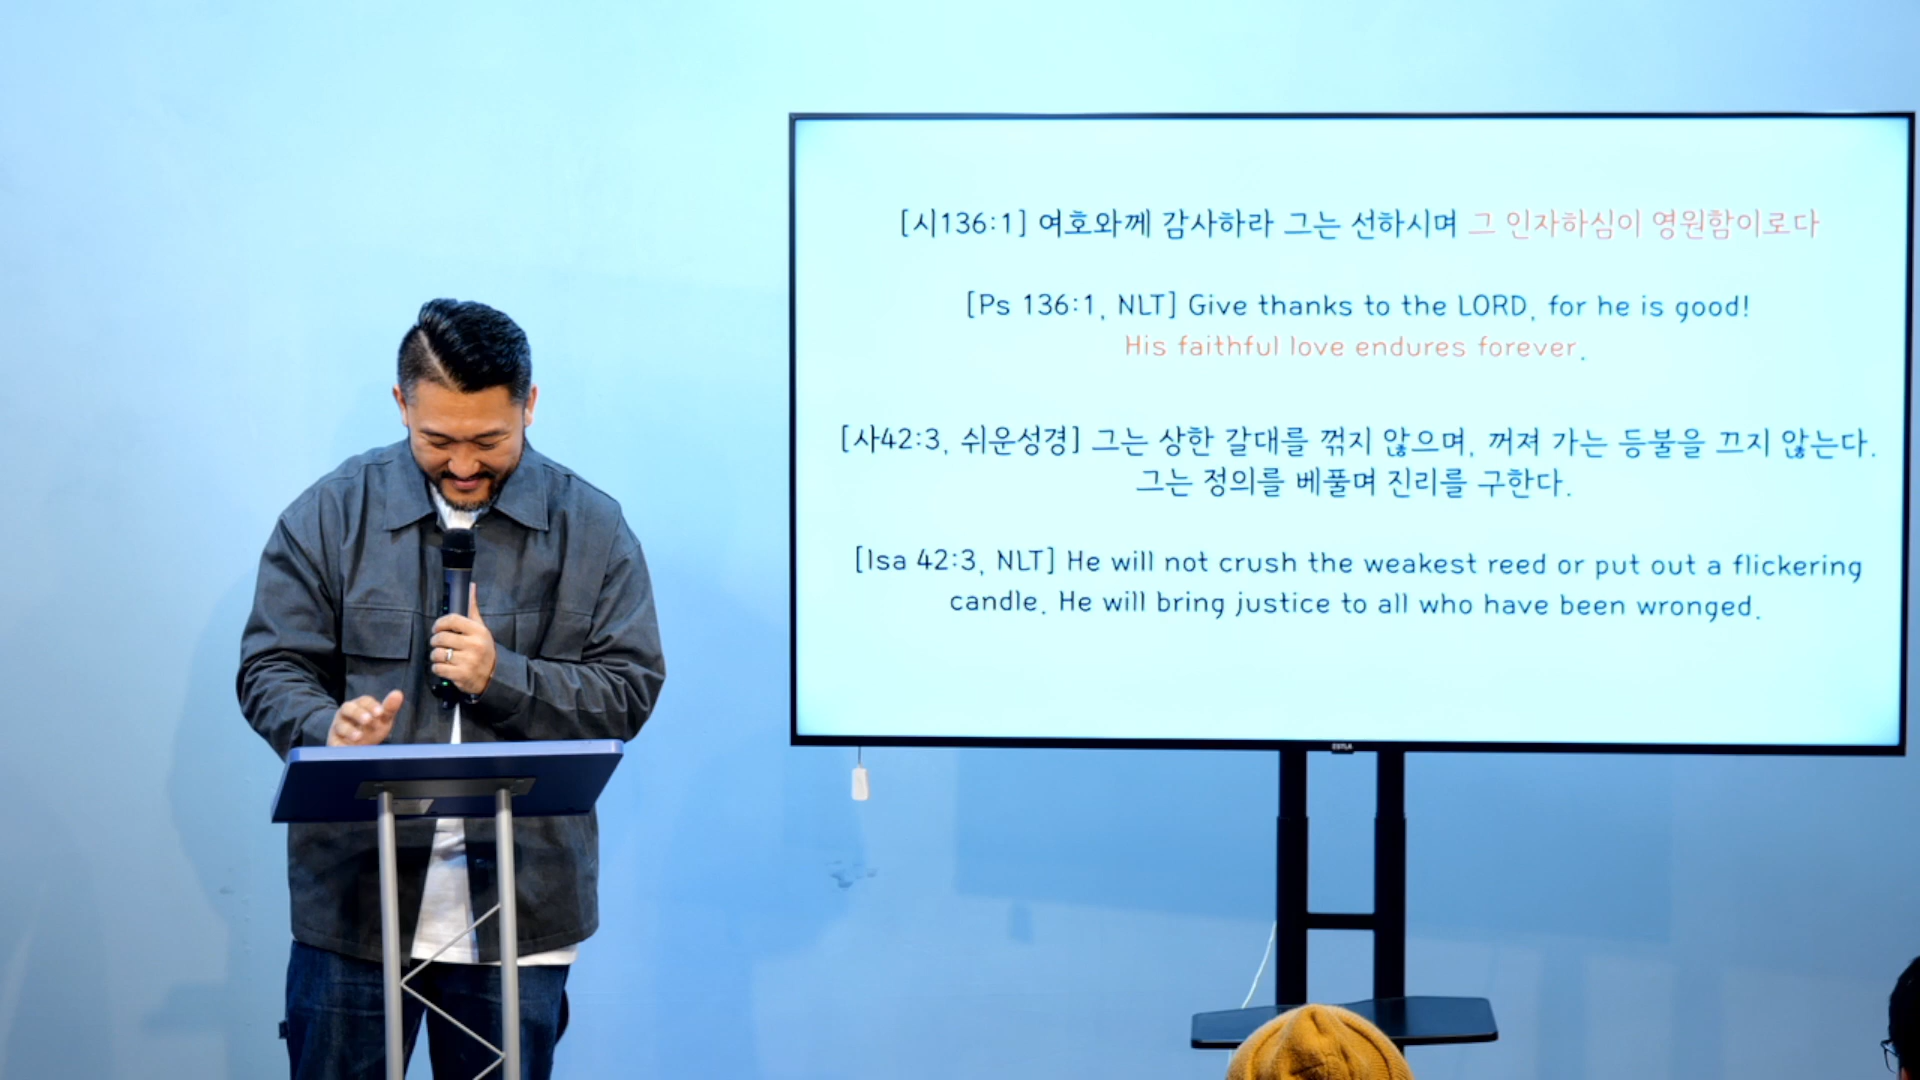 [시136:1] 여호와께 감사하라 그는 선하시며 그 인자하심이 영원함이로다
[Ps 136:1, NLT] Give thanks to the LORD, for he is good!
His faithful love endures forever.
[사42:3, 쉬운성경] 그는 상한 갈대를 꺾지 않으며, 꺼져 가는 등불을 끄지 않는다.
그는 정의를 베풀며 진리를 구한다.
[Isa 42:3, NLT] He will not crush the weakest reed or put out a flickering
candle. He will bring justice to all who have been wronged.
ESTLA